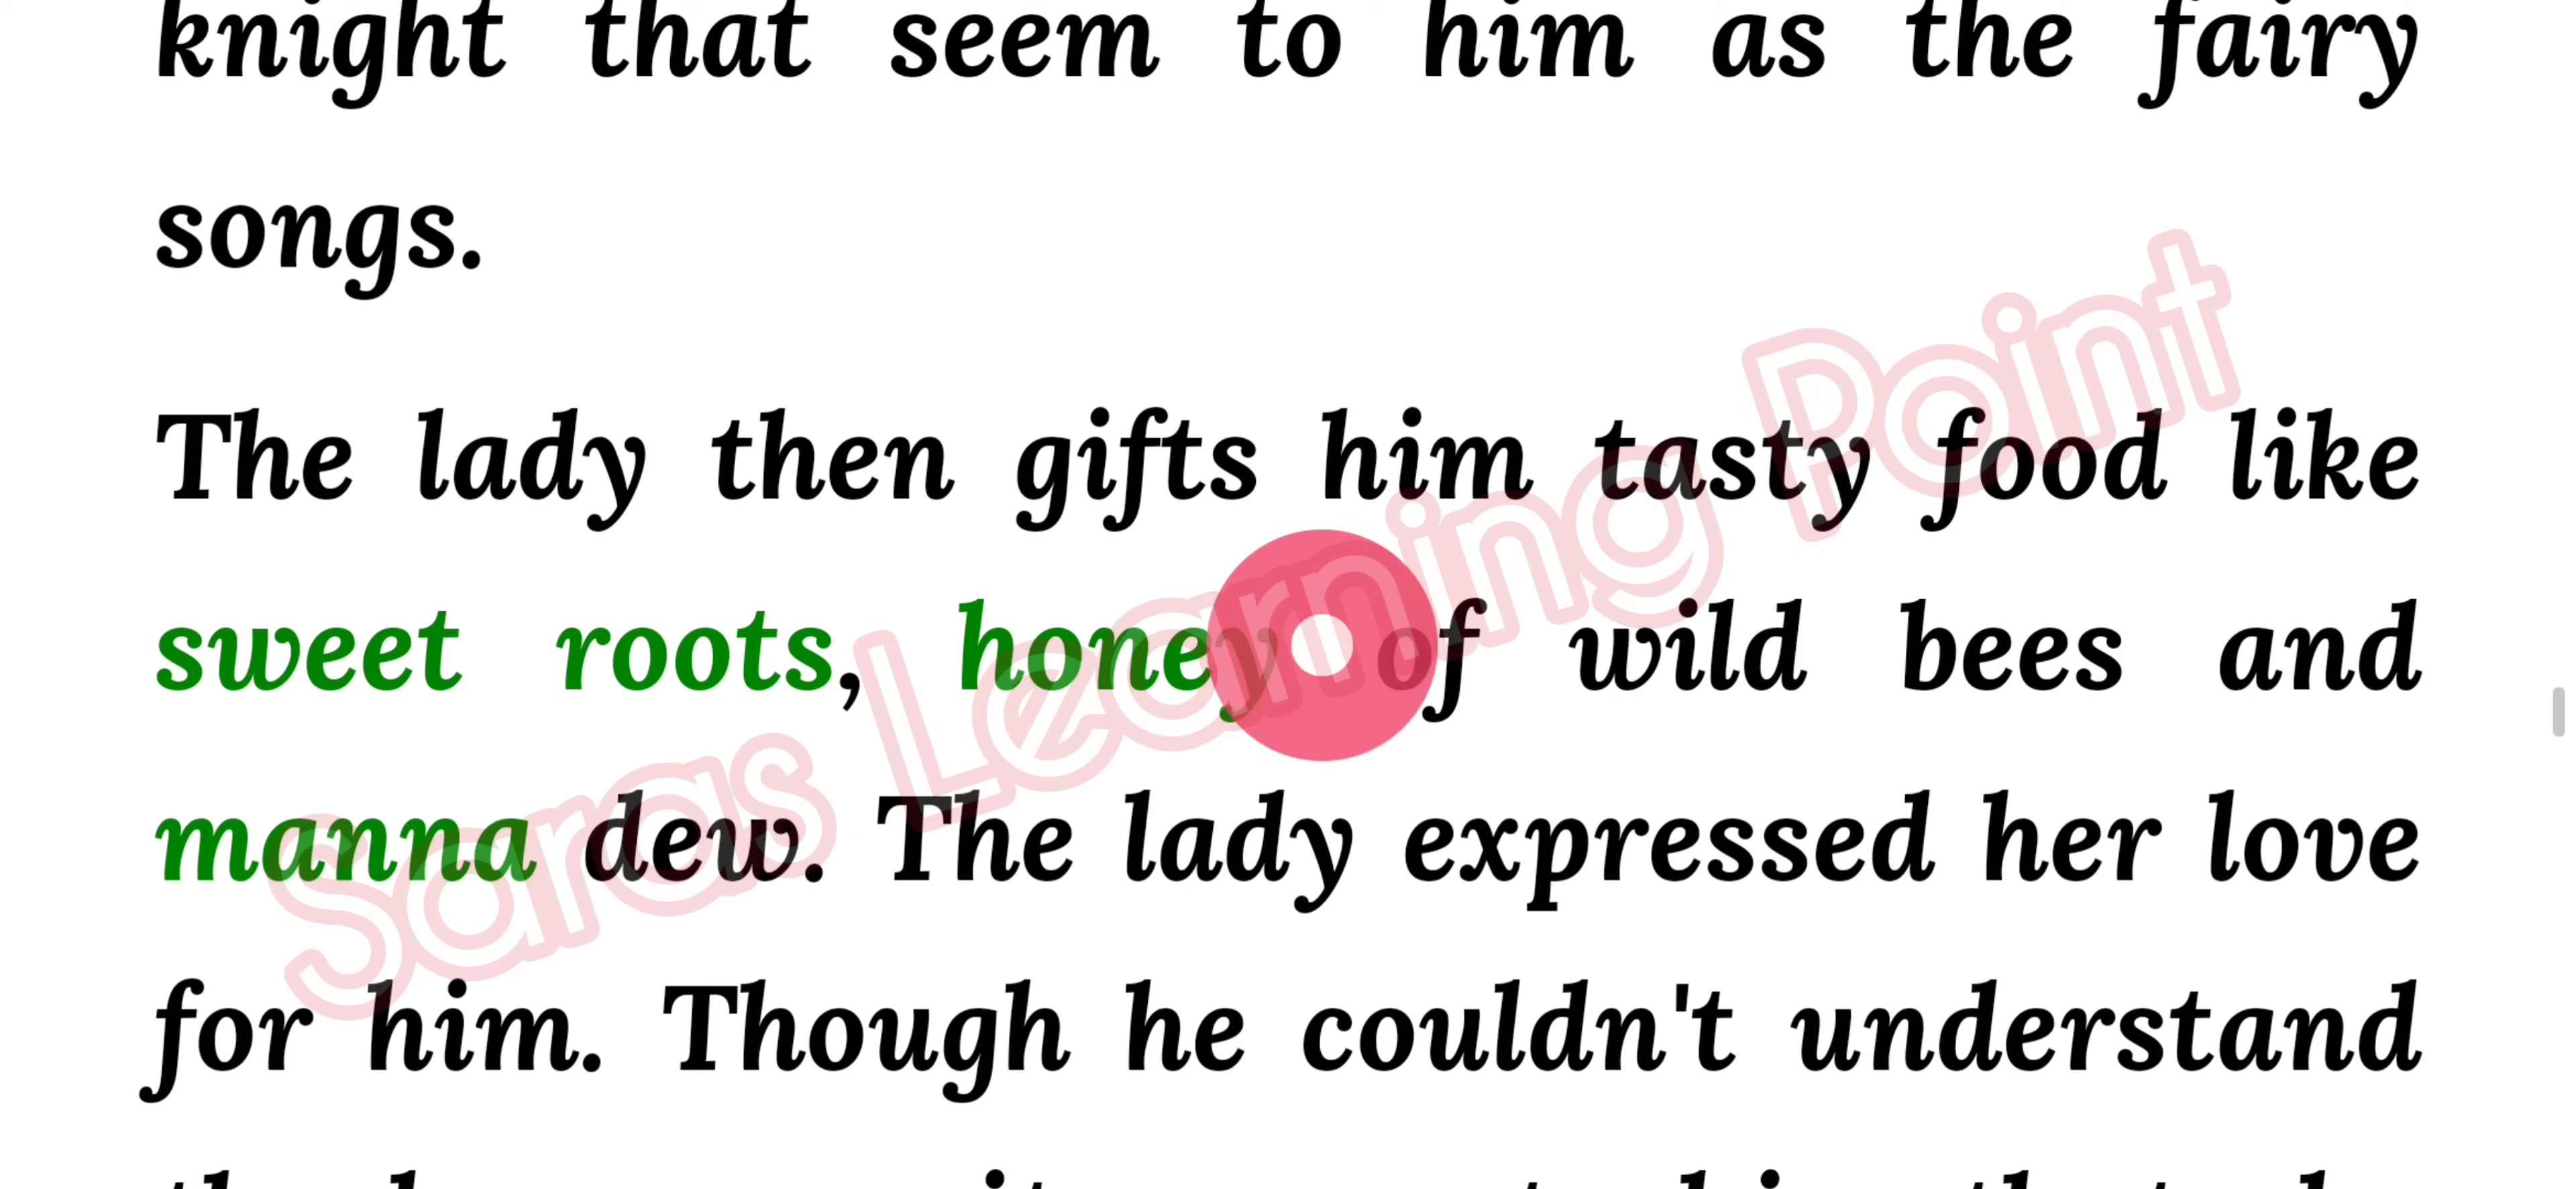 knight that seem to him as the fairy
songs.
The lady then gifts him tasty food like
sweet roots, honey of wild bees and
manna dew. The lady expressed her love
for him. Though he couldn't understand
Saras Learning Point